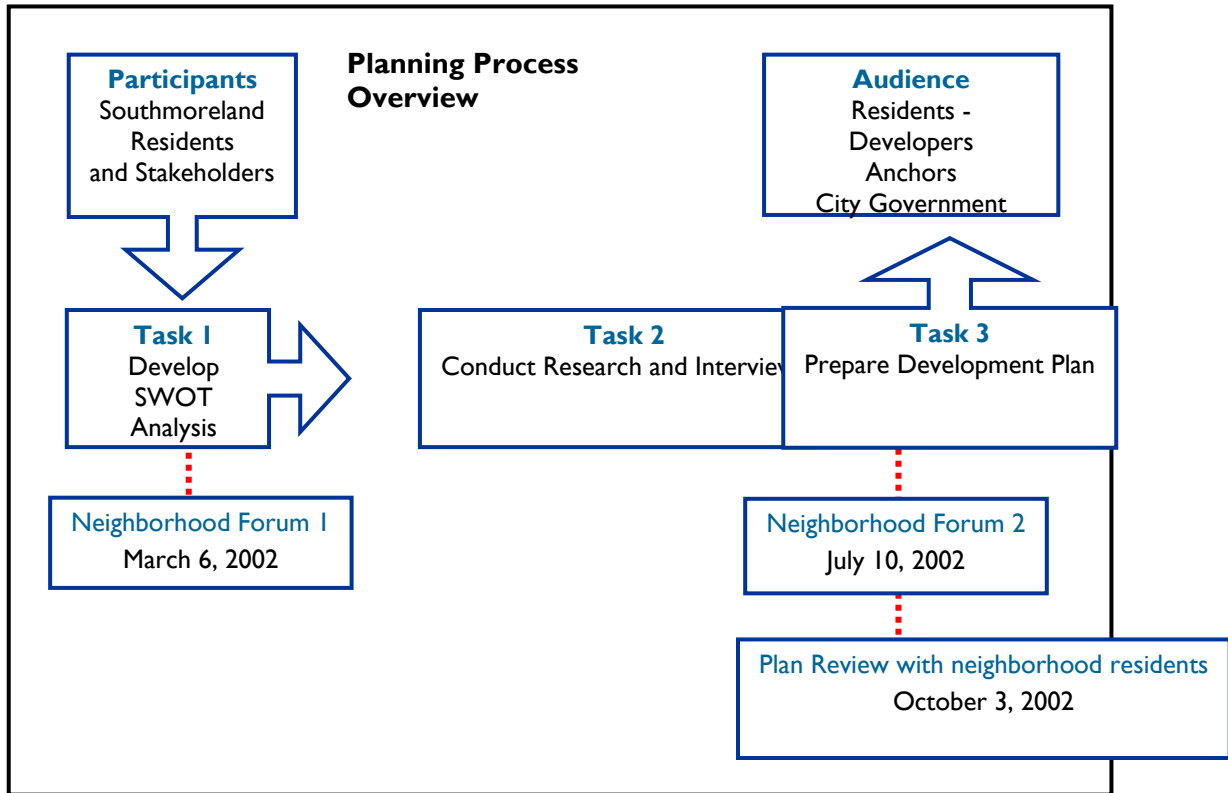 Planning Process
Overview
Participants
Southmoreland
Residents
and Stakeholders
Audience
Residents -
Developers
Anchors
City Government
Task 1
Develop
SWOT
Analysis
Task 2
Conduct Research and Interview
Task 3
Prepare Development Plan
Neighborhood Forum 1
March 6, 2002
Neighborhood Forum 2
July 10, 2002
Plan Review with neighborhood residents
October 3, 2002